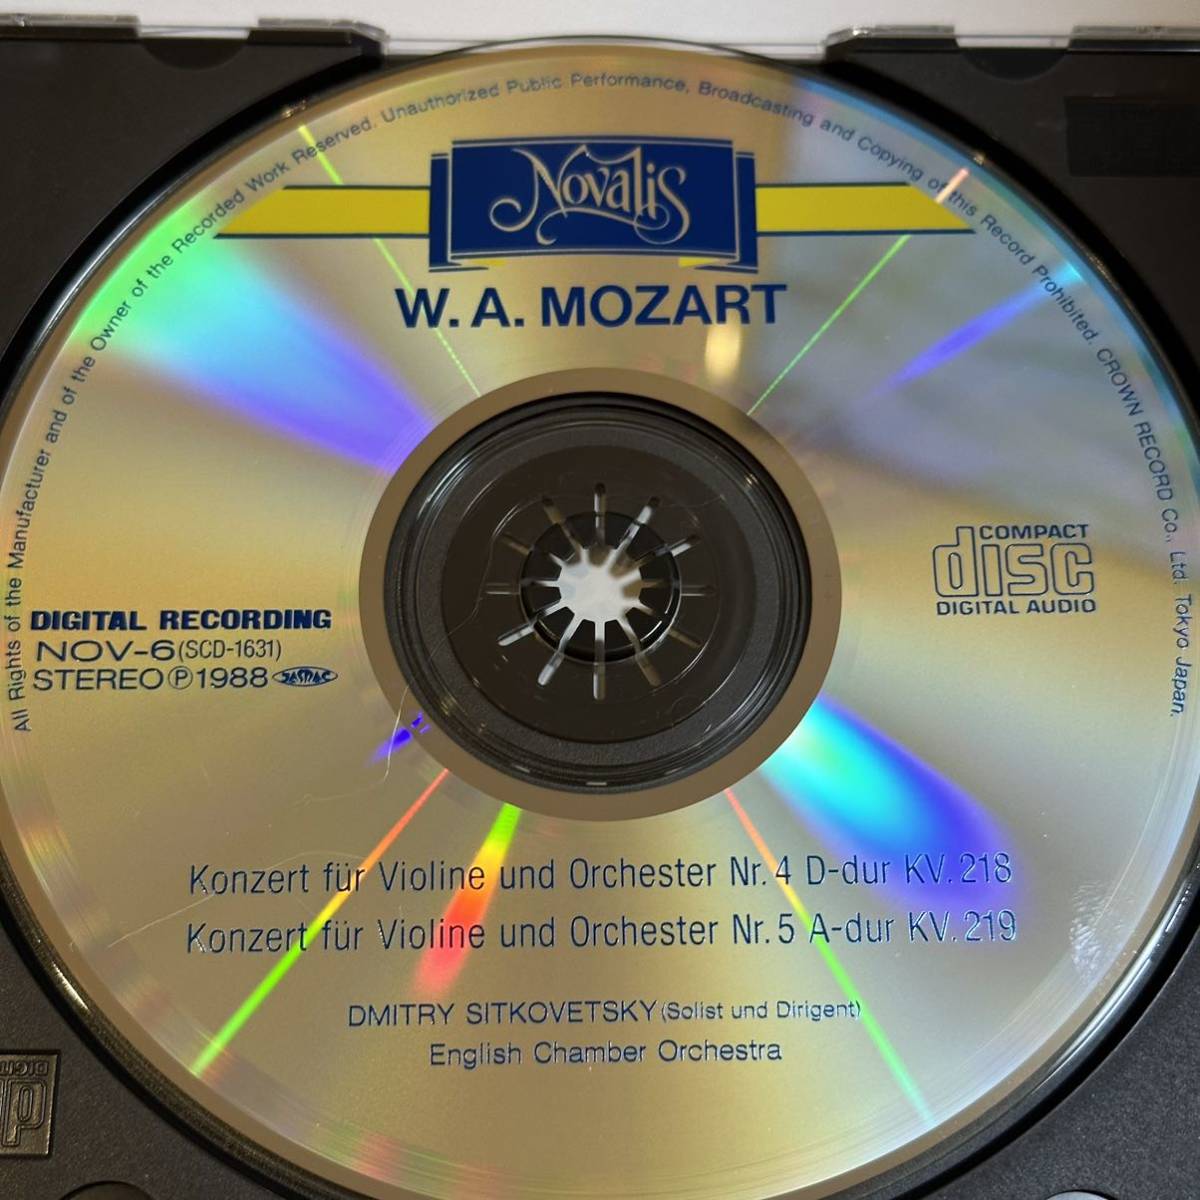 All Rights of the Manufacturer and of the Owner of the Recorded Work Reserved. Unauthorized Public Performance, Broadcasting and Copying of this Record Prohibited. CROWN RECORD Co., Ltd. Tokyo Japan.
Novalis
W. A. MOZART
COMPACT
disc
DIGITAL AUDIO
DIGITAL RECORDING
NOV-6(SCD-1631)
STEREO Ⓟ1988 JASRAC
Konzert für Violine und Orchester Nr. 4 D-dur KV. 218
Konzert für Violine und Orchester Nr. 5 A-dur KV. 219
DMITRY SITKOVETSKY (Solist und Dirigent)
English Chamber Orchestra